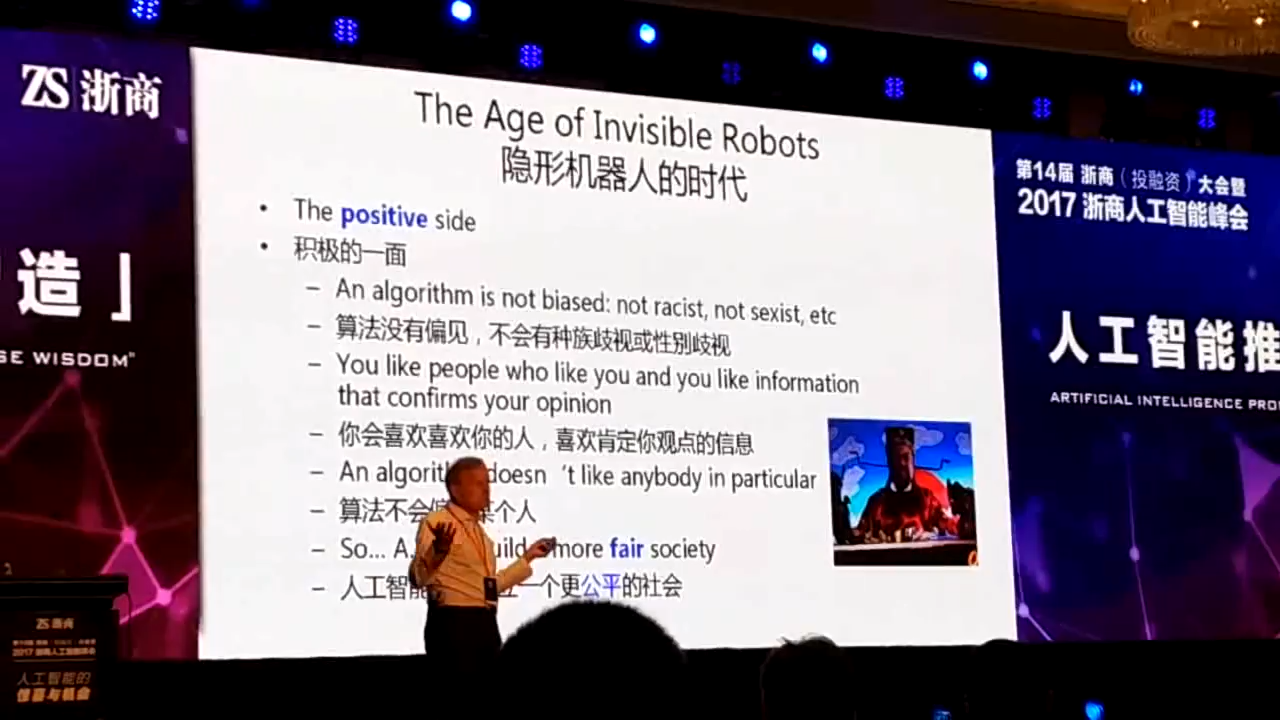 ZS 浙商
造」
SE WISDOM
The Age of Invisible Robots
隐形机器人的时代
• The positive side
• 积极的一面
– An algorithm is not biased: not racist, not sexist, etc
– 算法没有偏见，不会有种族歧视或性别歧视
– You like people who like you and you like information
that confirms your opinion
– 你会喜欢喜欢你的人，喜欢肯定你观点的信息
– An doesn ‘t like anybody in particular
– 算法不会 个人
– So... more fair society
– 人工智能 一个更公平的社会
第14届 浙商（投融资）大会暨
2017 浙商人工智能峰会
人工智能推
ARTIFICIAL INTELLIGENCE PRO
ZS 浙商
2017 浙商人工智能峰会
人工智能的
惊喜与机会